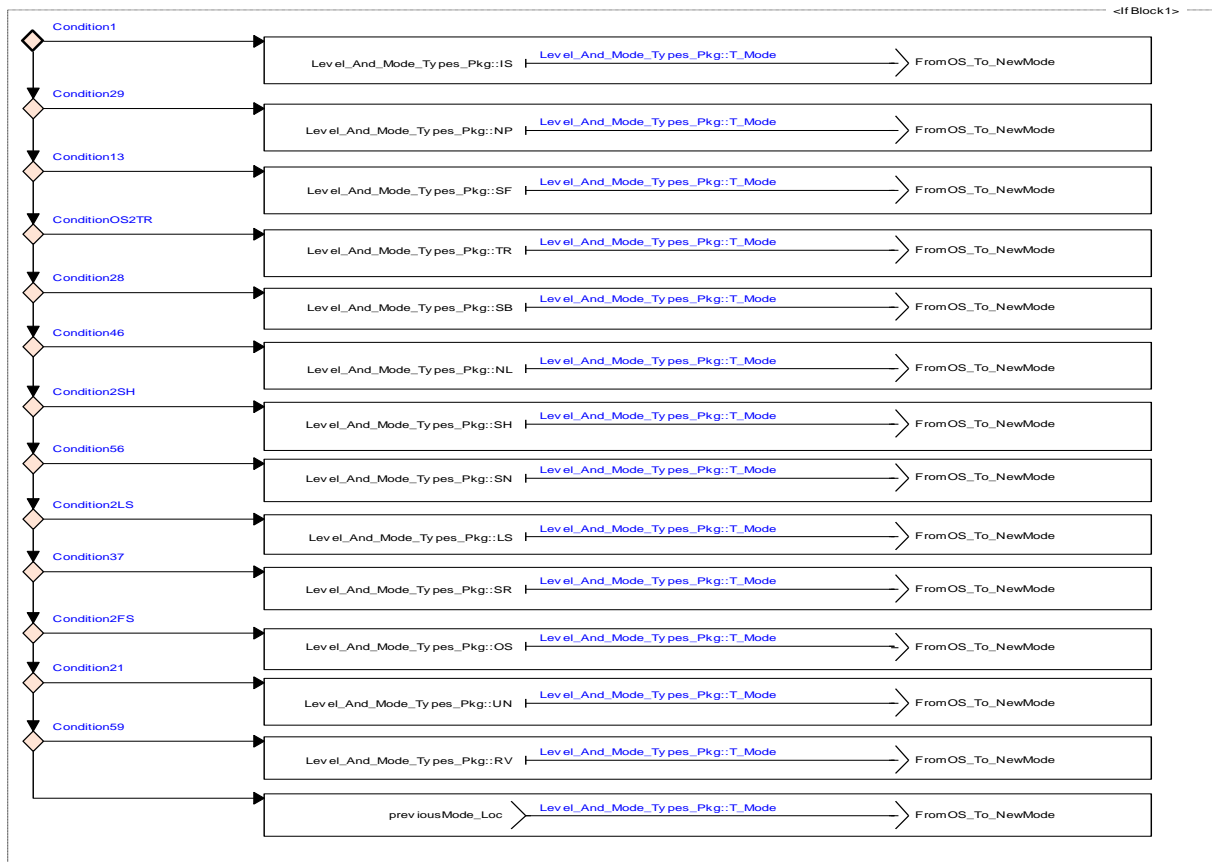 <If Block1>
Condition1
Level_And_Mode_Types_Pkg::IS Level_And_Mode_Types_Pkg::T_Mode FromOS_To_NewMode
Condition29
Level_And_Mode_Types_Pkg::NP Level_And_Mode_Types_Pkg::T_Mode FromOS_To_NewMode
Condition13
Level_And_Mode_Types_Pkg::SF Level_And_Mode_Types_Pkg::T_Mode FromOS_To_NewMode
ConditionOS2TR
Level_And_Mode_Types_Pkg::TR Level_And_Mode_Types_Pkg::T_Mode FromOS_To_NewMode
Condition28
Level_And_Mode_Types_Pkg::SB Level_And_Mode_Types_Pkg::T_Mode FromOS_To_NewMode
Condition46
Level_And_Mode_Types_Pkg::NL Level_And_Mode_Types_Pkg::T_Mode FromOS_To_NewMode
Condition2SH
Level_And_Mode_Types_Pkg::SH Level_And_Mode_Types_Pkg::T_Mode FromOS_To_NewMode
Condition56
Level_And_Mode_Types_Pkg::SN Level_And_Mode_Types_Pkg::T_Mode FromOS_To_NewMode
Condition2LS
Level_And_Mode_Types_Pkg::LS Level_And_Mode_Types_Pkg::T_Mode FromOS_To_NewMode
Condition37
Level_And_Mode_Types_Pkg::SR Level_And_Mode_Types_Pkg::T_Mode FromOS_To_NewMode
Condition2FS
Level_And_Mode_Types_Pkg::OS Level_And_Mode_Types_Pkg::T_Mode FromOS_To_NewMode
Condition21
Level_And_Mode_Types_Pkg::UN Level_And_Mode_Types_Pkg::T_Mode FromOS_To_NewMode
Condition59
Level_And_Mode_Types_Pkg::RV Level_And_Mode_Types_Pkg::T_Mode FromOS_To_NewMode
previousMode_Loc Level_And_Mode_Types_Pkg::T_Mode FromOS_To_NewMode